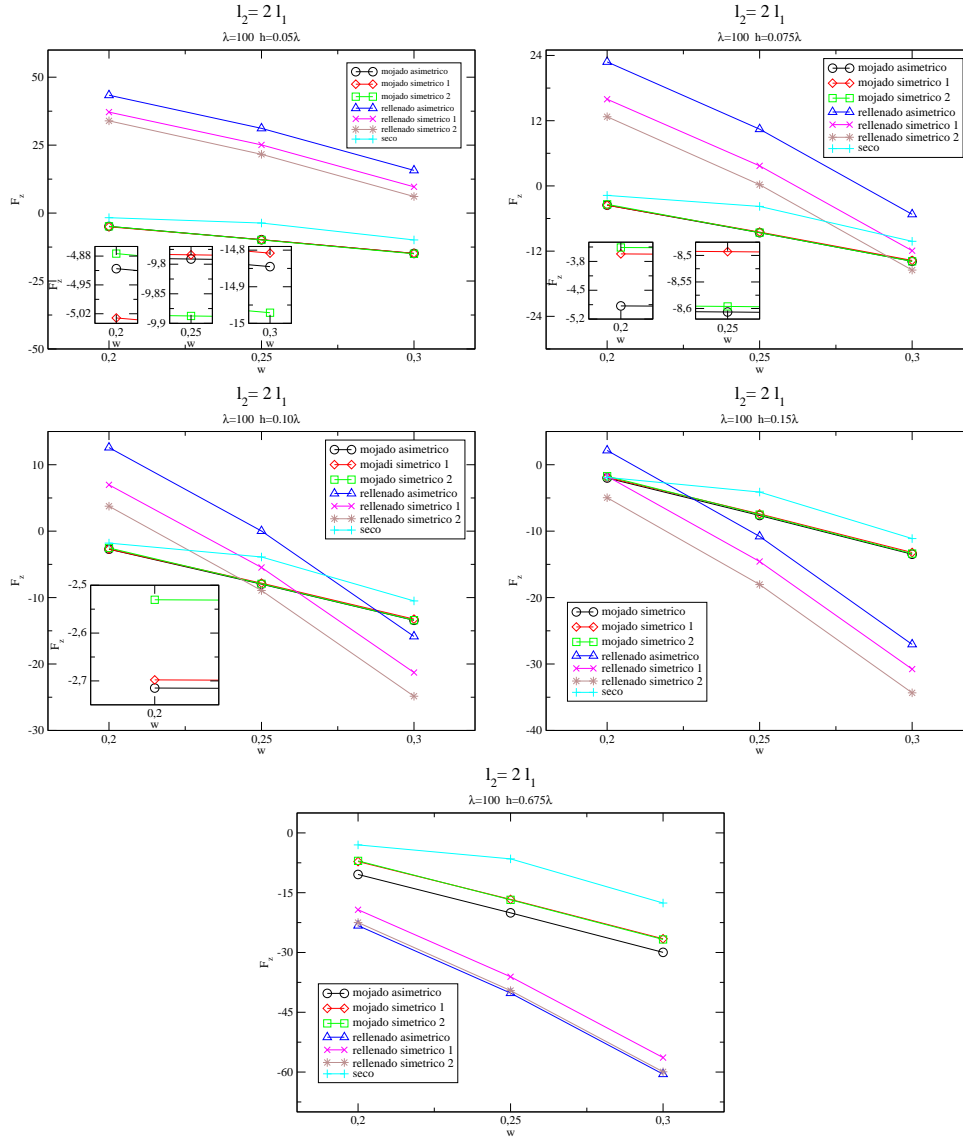 l₂= 2 l₁
λ=100 h=0.05λ
50
25
0
-25
-50
F_z
mojado asimetrico
mojado simetrico 1
mojado simetrico 2
rellenado asimetrico
rellenado simetrico 1
rellenado simetrico 2
seco
-4,88
-4,95
-5,02
F_z
0,2
w
-9,8
-9,85
-9,9
0,25
w
-14,8
-14,9
-15
0,3
w
0,2
0,25
0,3
w
l₂= 2 l₁
λ=100 h=0.075λ
24
12
0
-12
-24
F_z
mojado asimetrico
mojado simetrico 1
mojado simetrico 2
rellenado asimetrico
rellenado simetrico 1
rellenado simetrico 2
seco
-3,8
-4,5
-5,2
F_z
0,2
w
-8,5
-8,55
-8,6
0,25
w
0,2
0,25
0,3
w
l₂= 2 l₁
λ=100 h=0.10λ
10
0
-10
-20
-30
F_z
mojado asimetrico
mojadi simetrico 1
mojado simetrico 2
rellenado asimetrico
rellenado simetrico 1
rellenado simetrico 2
seco
-2,5
-2,6
-2,7
F_z
0,2
w
0,2
0,25
0,3
w
l₂= 2 l₁
λ=100 h=0.15λ
0
-10
-20
-30
-40
F_z
mojado simetrico
mojado simetrico 1
mojado simetrico 2
rellenado asimetrico
rellenado simetrico 1
rellenado simetrico 2
seco
0,2
0,25
0,3
w
l₂= 2 l₁
λ=100 h=0.675λ
0
-15
-30
-45
-60
F_z
mojado asimetrico
mojado simetrico 1
mojado simetrico 2
rellenado asimetrico
rellenado simetrico 1
rellenado simetrico 2
seco
0,2
0,25
0,3
w